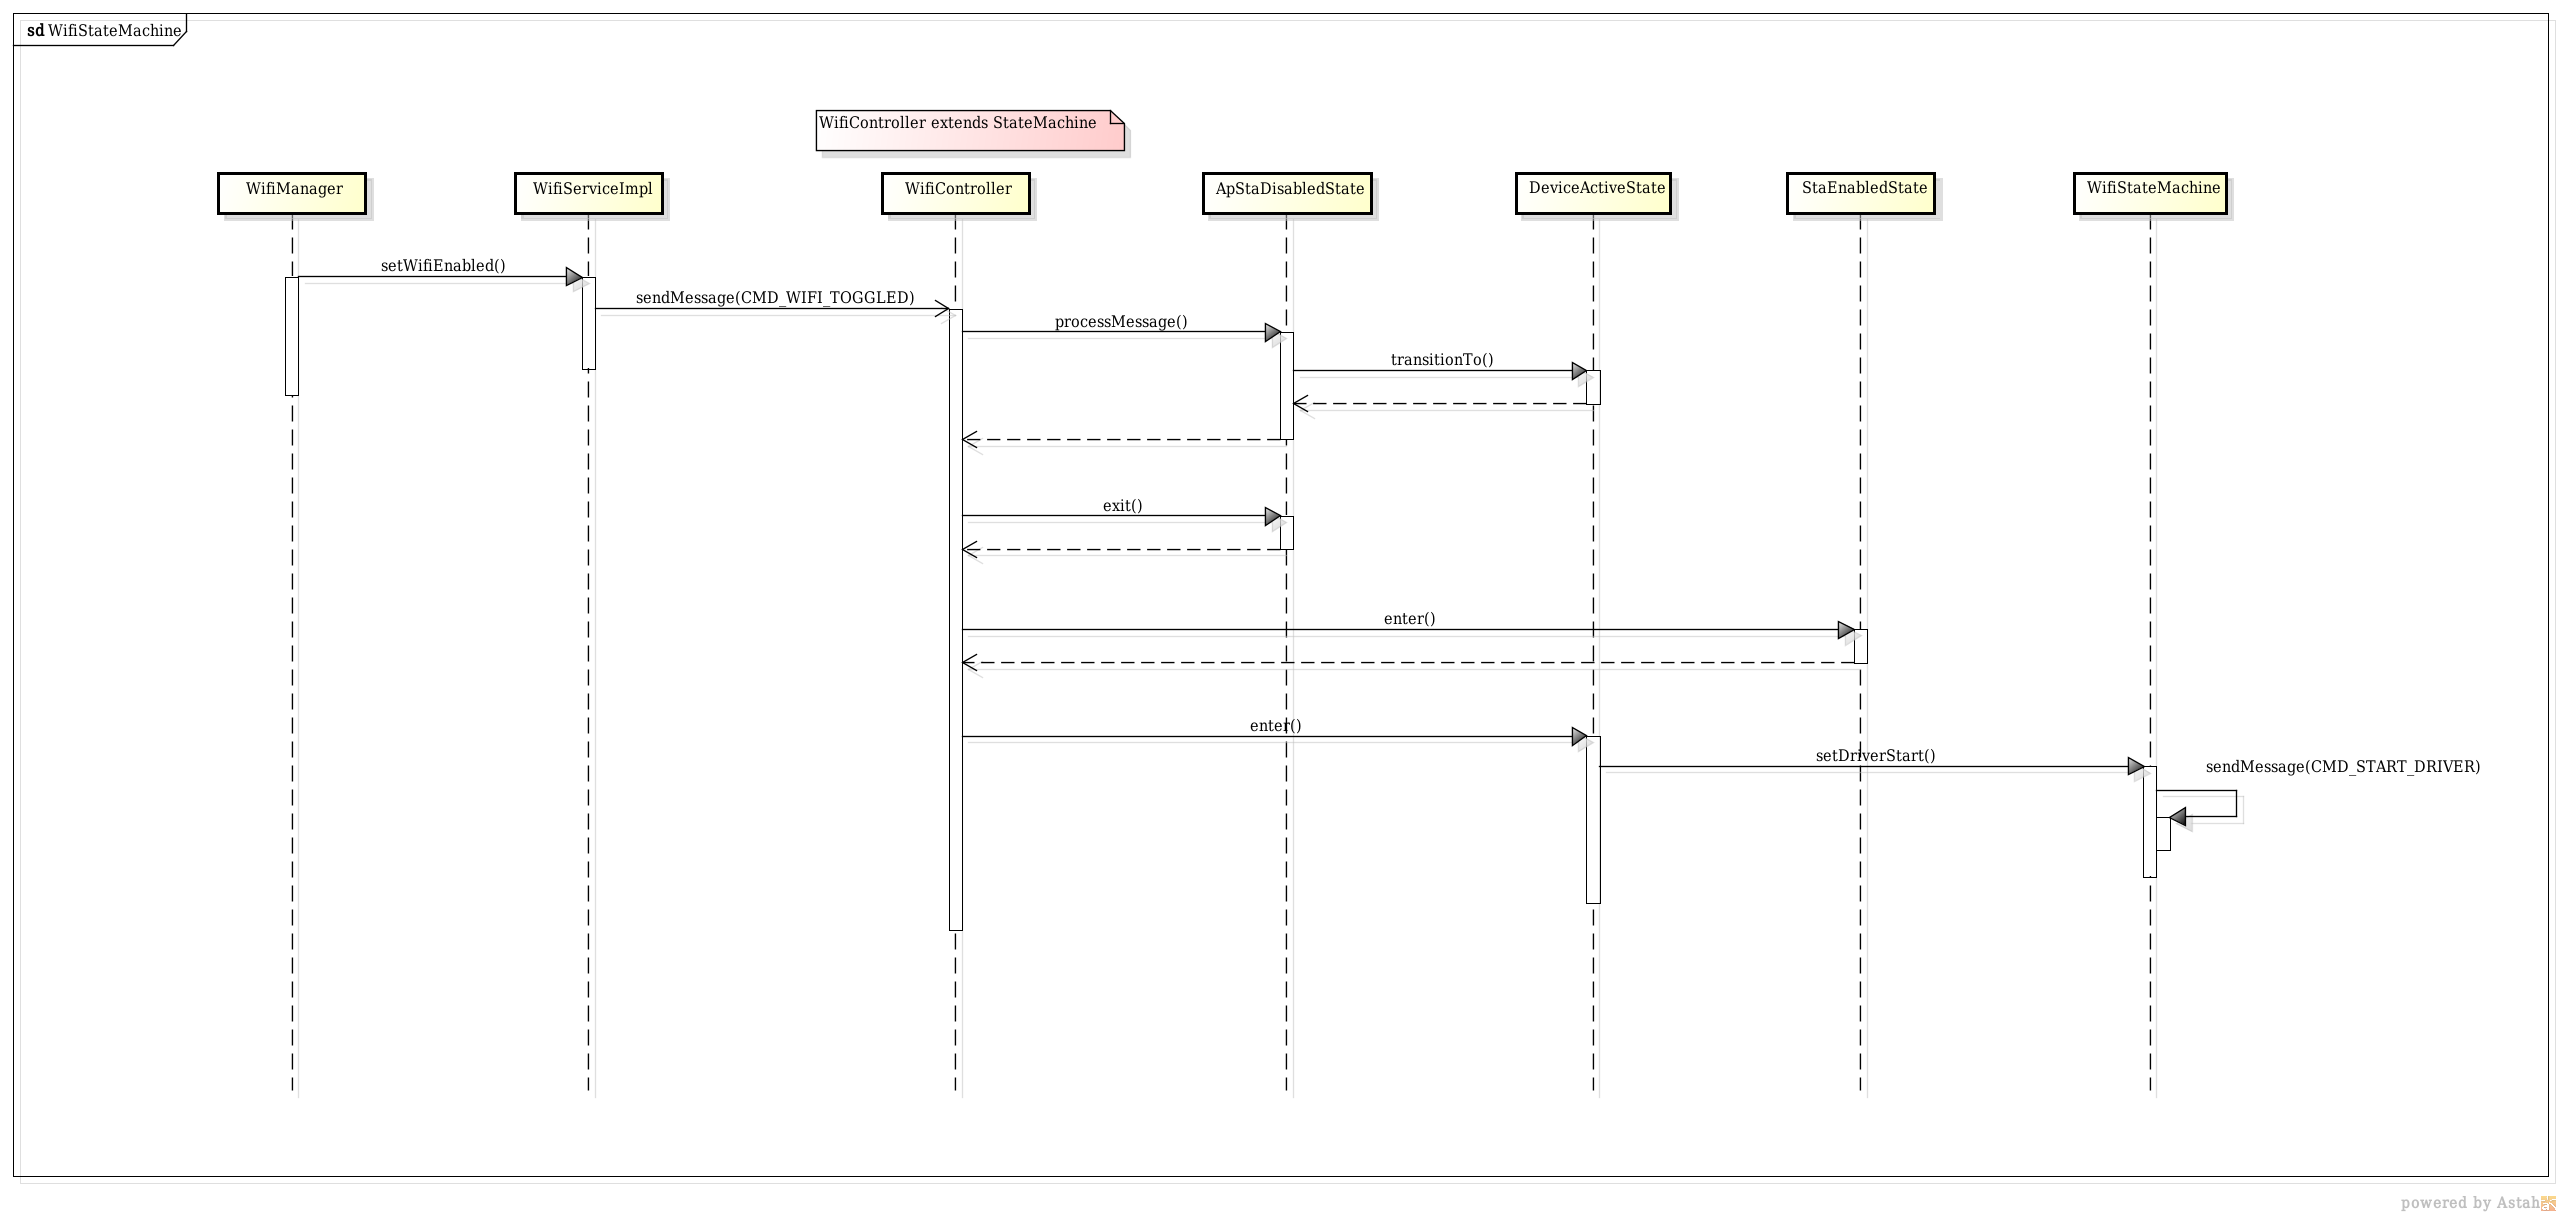 sd WifiStateMachine
WifiController extends StateMachine
WifiManager
WifiServiceImpl
WifiController
ApStaDisabledState
DeviceActiveState
StaEnabledState
WifiStateMachine
setWifiEnabled()
sendMessage(CMD_WIFI_TOGGLED)
processMessage()
transitionTo()
exit()
enter()
enter()
setDriverStart()
sendMessage(CMD_START_DRIVER)
powered by Astah